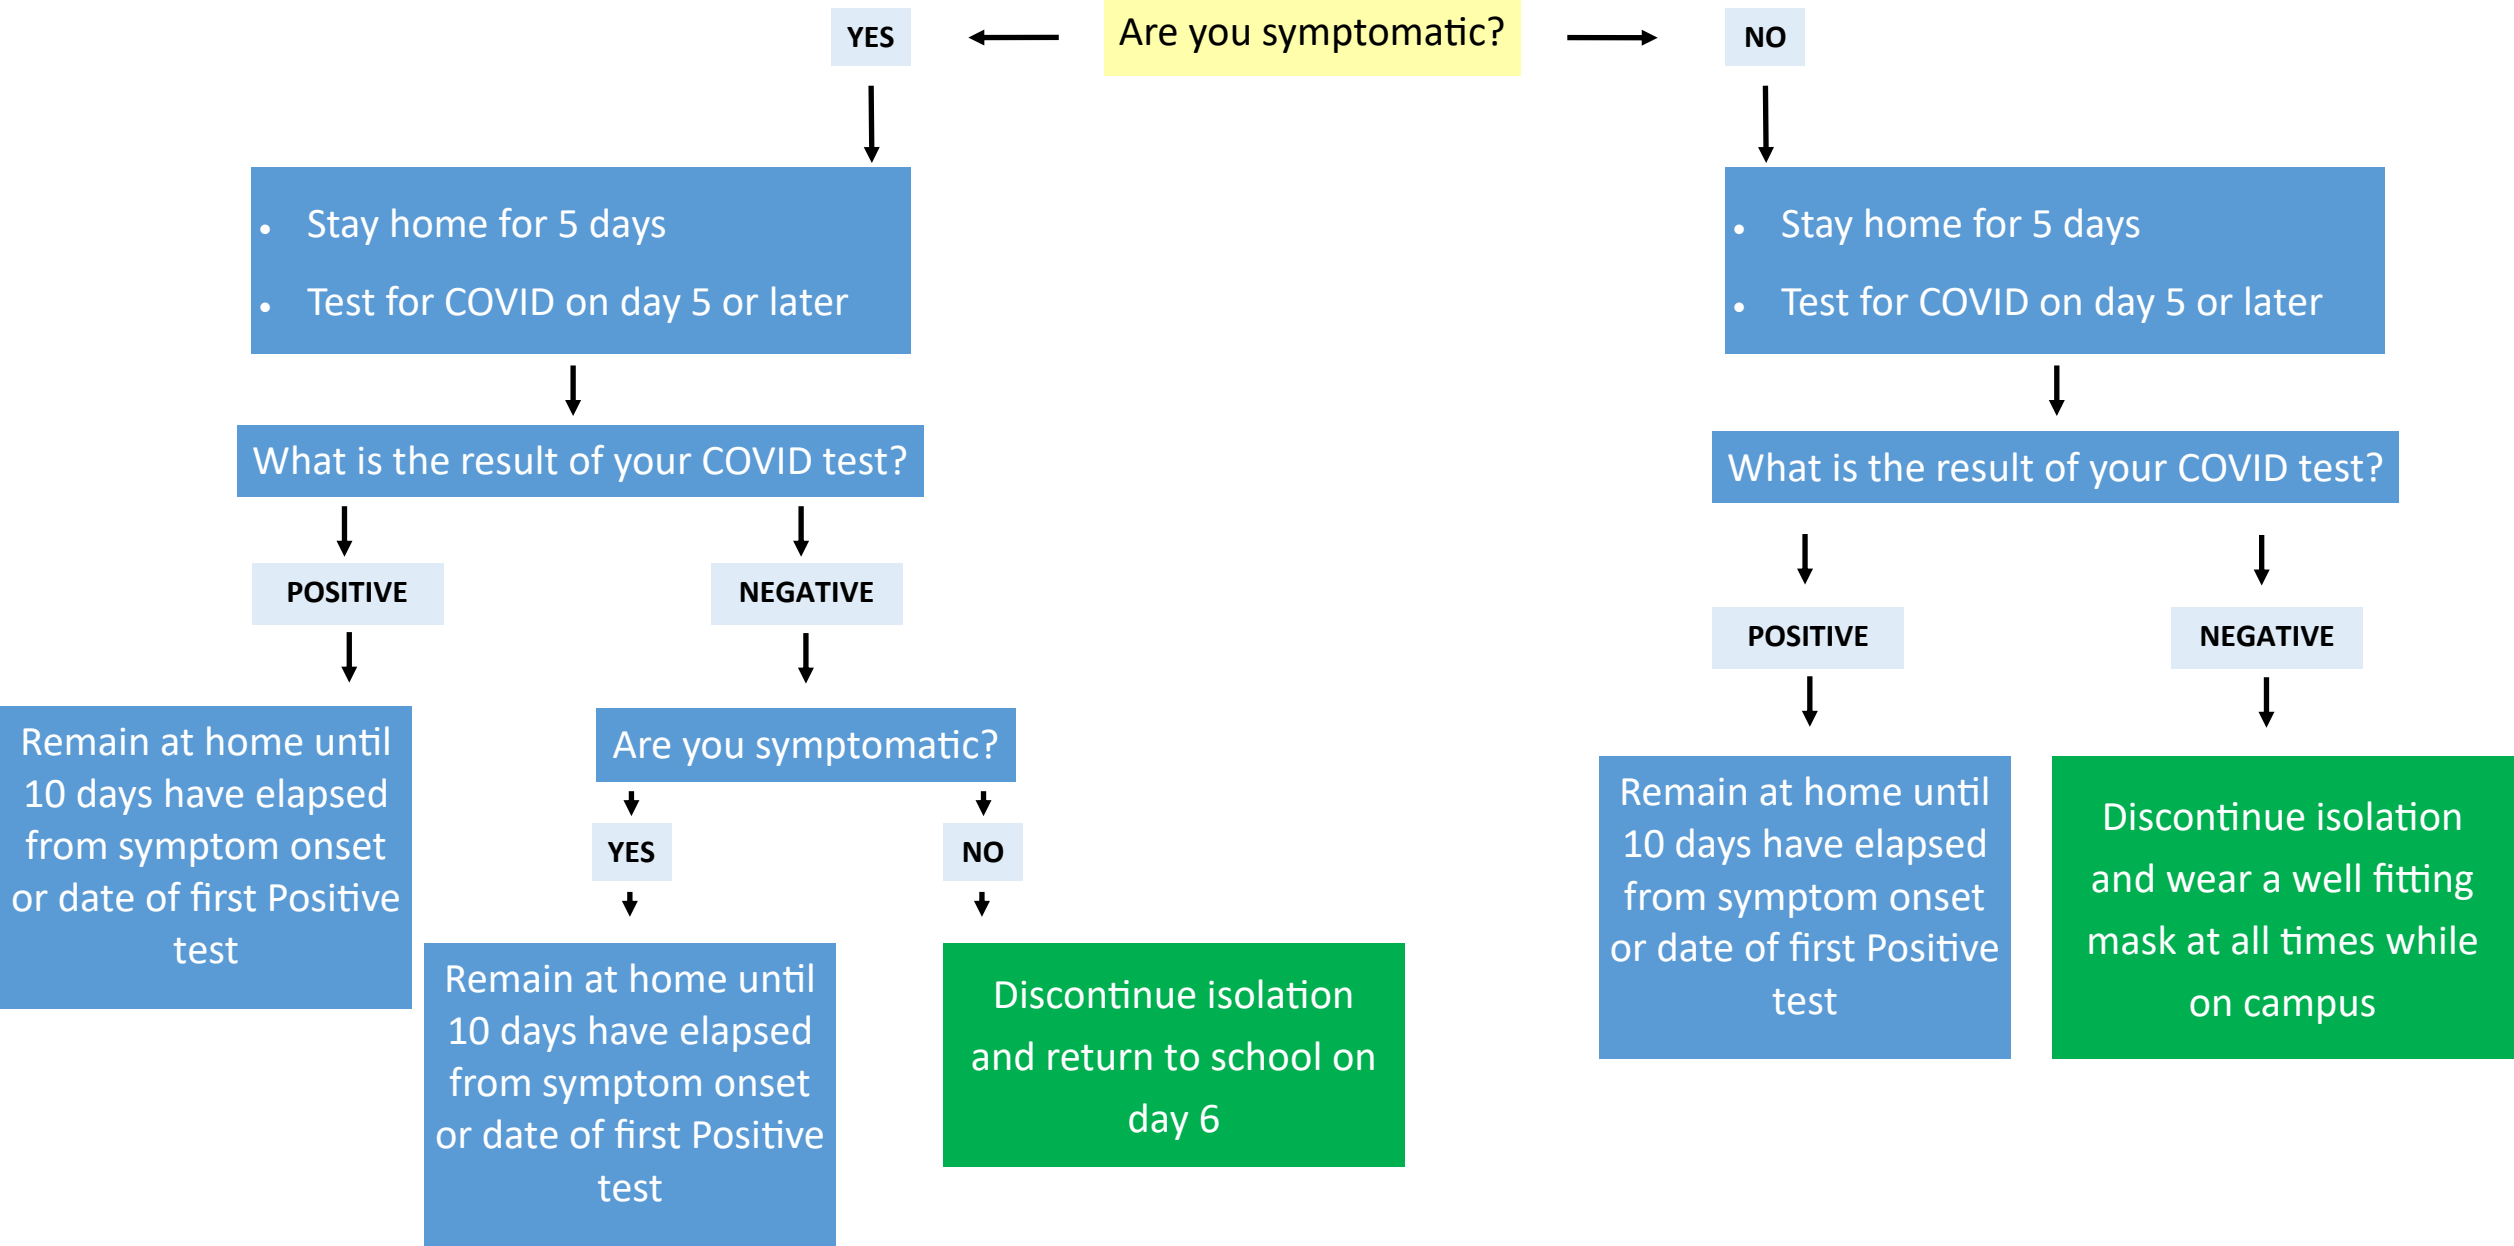 Are you symptomatic?
YES
NO
• Stay home for 5 days
• Test for COVID on day 5 or later
What is the result of your COVID test?
POSITIVE
NEGATIVE
Remain at home until
10 days have elapsed
from symptom onset
or date of first Positive
test
Are you symptomatic?
YES
NO
Remain at home until
10 days have elapsed
from symptom onset
or date of first Positive
test
Discontinue isolation
and return to school on
day 6
• Stay home for 5 days
• Test for COVID on day 5 or later
What is the result of your COVID test?
POSITIVE
NEGATIVE
Remain at home until
10 days have elapsed
from symptom onset
or date of first Positive
test
Discontinue isolation
and wear a well fitting
mask at all times while
on campus